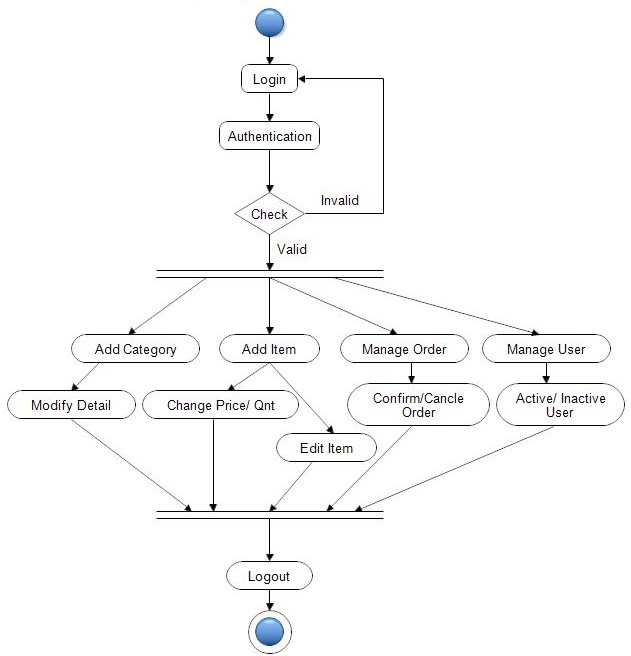 Login
Authentication
Check
Invalid
Valid
Add Category
Add Item
Manage Order
Manage User
Modify Detail
Change Price/ Qnt
Confirm/Cancle
Order
Active/ Inactive
User
Edit Item
Logout